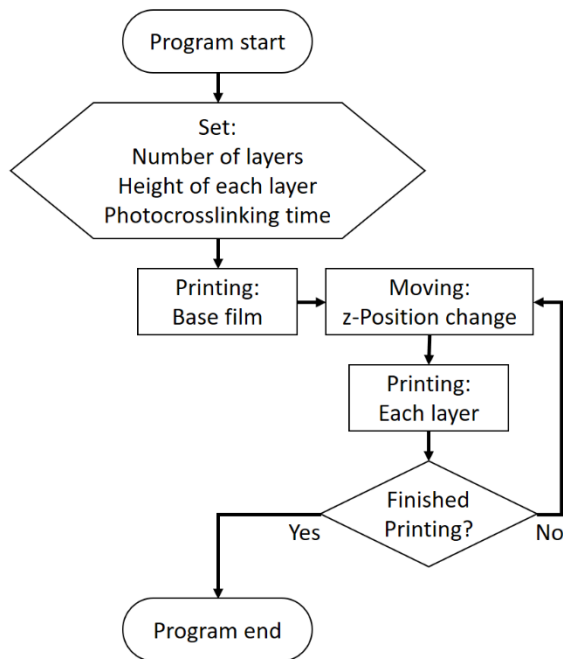 Program start
Set:
Number of layers
Height of each layer
Photocrosslinking time
Printing:
Base film
Moving:
z-Position change
Printing:
Each layer
Finished
Printing?
Yes
No
Program end